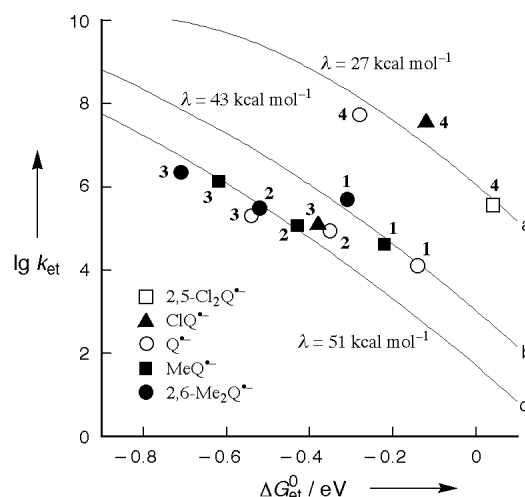 10
8
6
4
2
0
lg kₑₜ
λ = 27 kcal mol⁻¹
λ = 43 kcal mol⁻¹
λ = 51 kcal mol⁻¹
4
4
4
3
3
3
2
2
3
2
1
1
1
a
b
c
2,5-Cl₂Q•−
ClQ•−
Q•−
MeQ•−
2,6-Me₂Q•−
−0.8 −0.6 −0.4 −0.2 0
ΔG⁰ₑₜ / eV